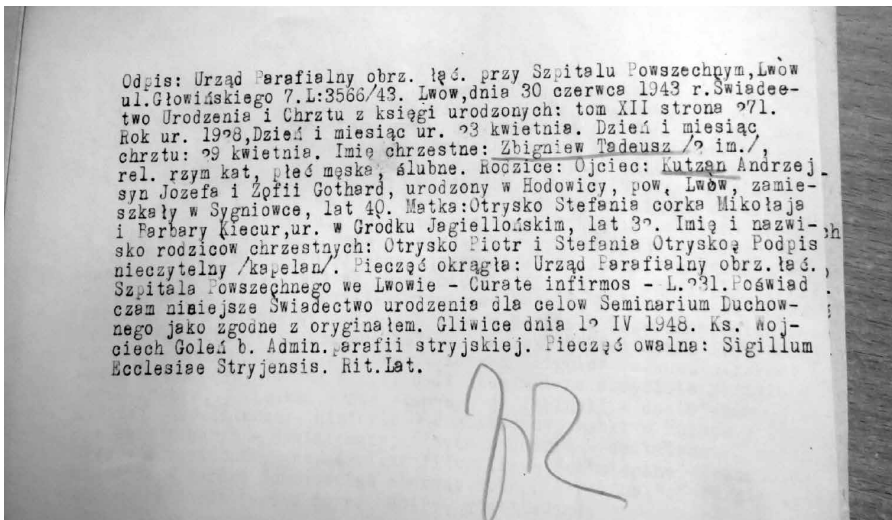 Odpis: Urząd Parafialny obrz. łąć. przy Szpitalu Powszechnym, Lwów
ul.Głowińskiego 7.L:3566/43. Lwow,dnia 30 czerwca 1943 r.Świadec-
two Urodzenia i Chrztu z księgi urodzonych: tom XII strona 271.
Rok ur. 1928,Dzień i miesiąc ur. 23 kwietnia. Dzień i miesiąc
chrztu: 29 kwietnia. Imię chrzestne: Zbigniew Tadeusz /2 im./,
rel. rzym kat, płeć męska, ślubne. Rodzice: Ojciec: Kutzan Andrzej
syn Jozefa i Zofii Gothard, urodzony w Hodowicy, pow, Lwów, zamie-
szkały w Sygniowce, lat 40. Matka:Otrysko Stefania corka Mikołaja
i Barbary Kiecur,ur. w Grodku Jagiellońskim, lat 32. Imię i nazwi-
sko rodzicow chrzestnych: Otrysko Piotr i Stefania Otryskoę Podpis
nieczytelny /kapelan/. Pieczęć okrągła: Urząd Parafialny obrz.łać.
Szpitala Powszechnego we Lwowie - Curate infirmos - L.231.Poświad
czam niniejsze Świadectwo urodzenia dla celow Seminarium Duchow-
nego jako zgodne z oryginałem. Gliwice dnia 12 IV 1948. Ks. Woj-
ciech Goleń b. Admin.parafii stryjskiej. Pieczęć owalna: Sigillum
Ecclesiae Stryjensis. Rit.Lat.